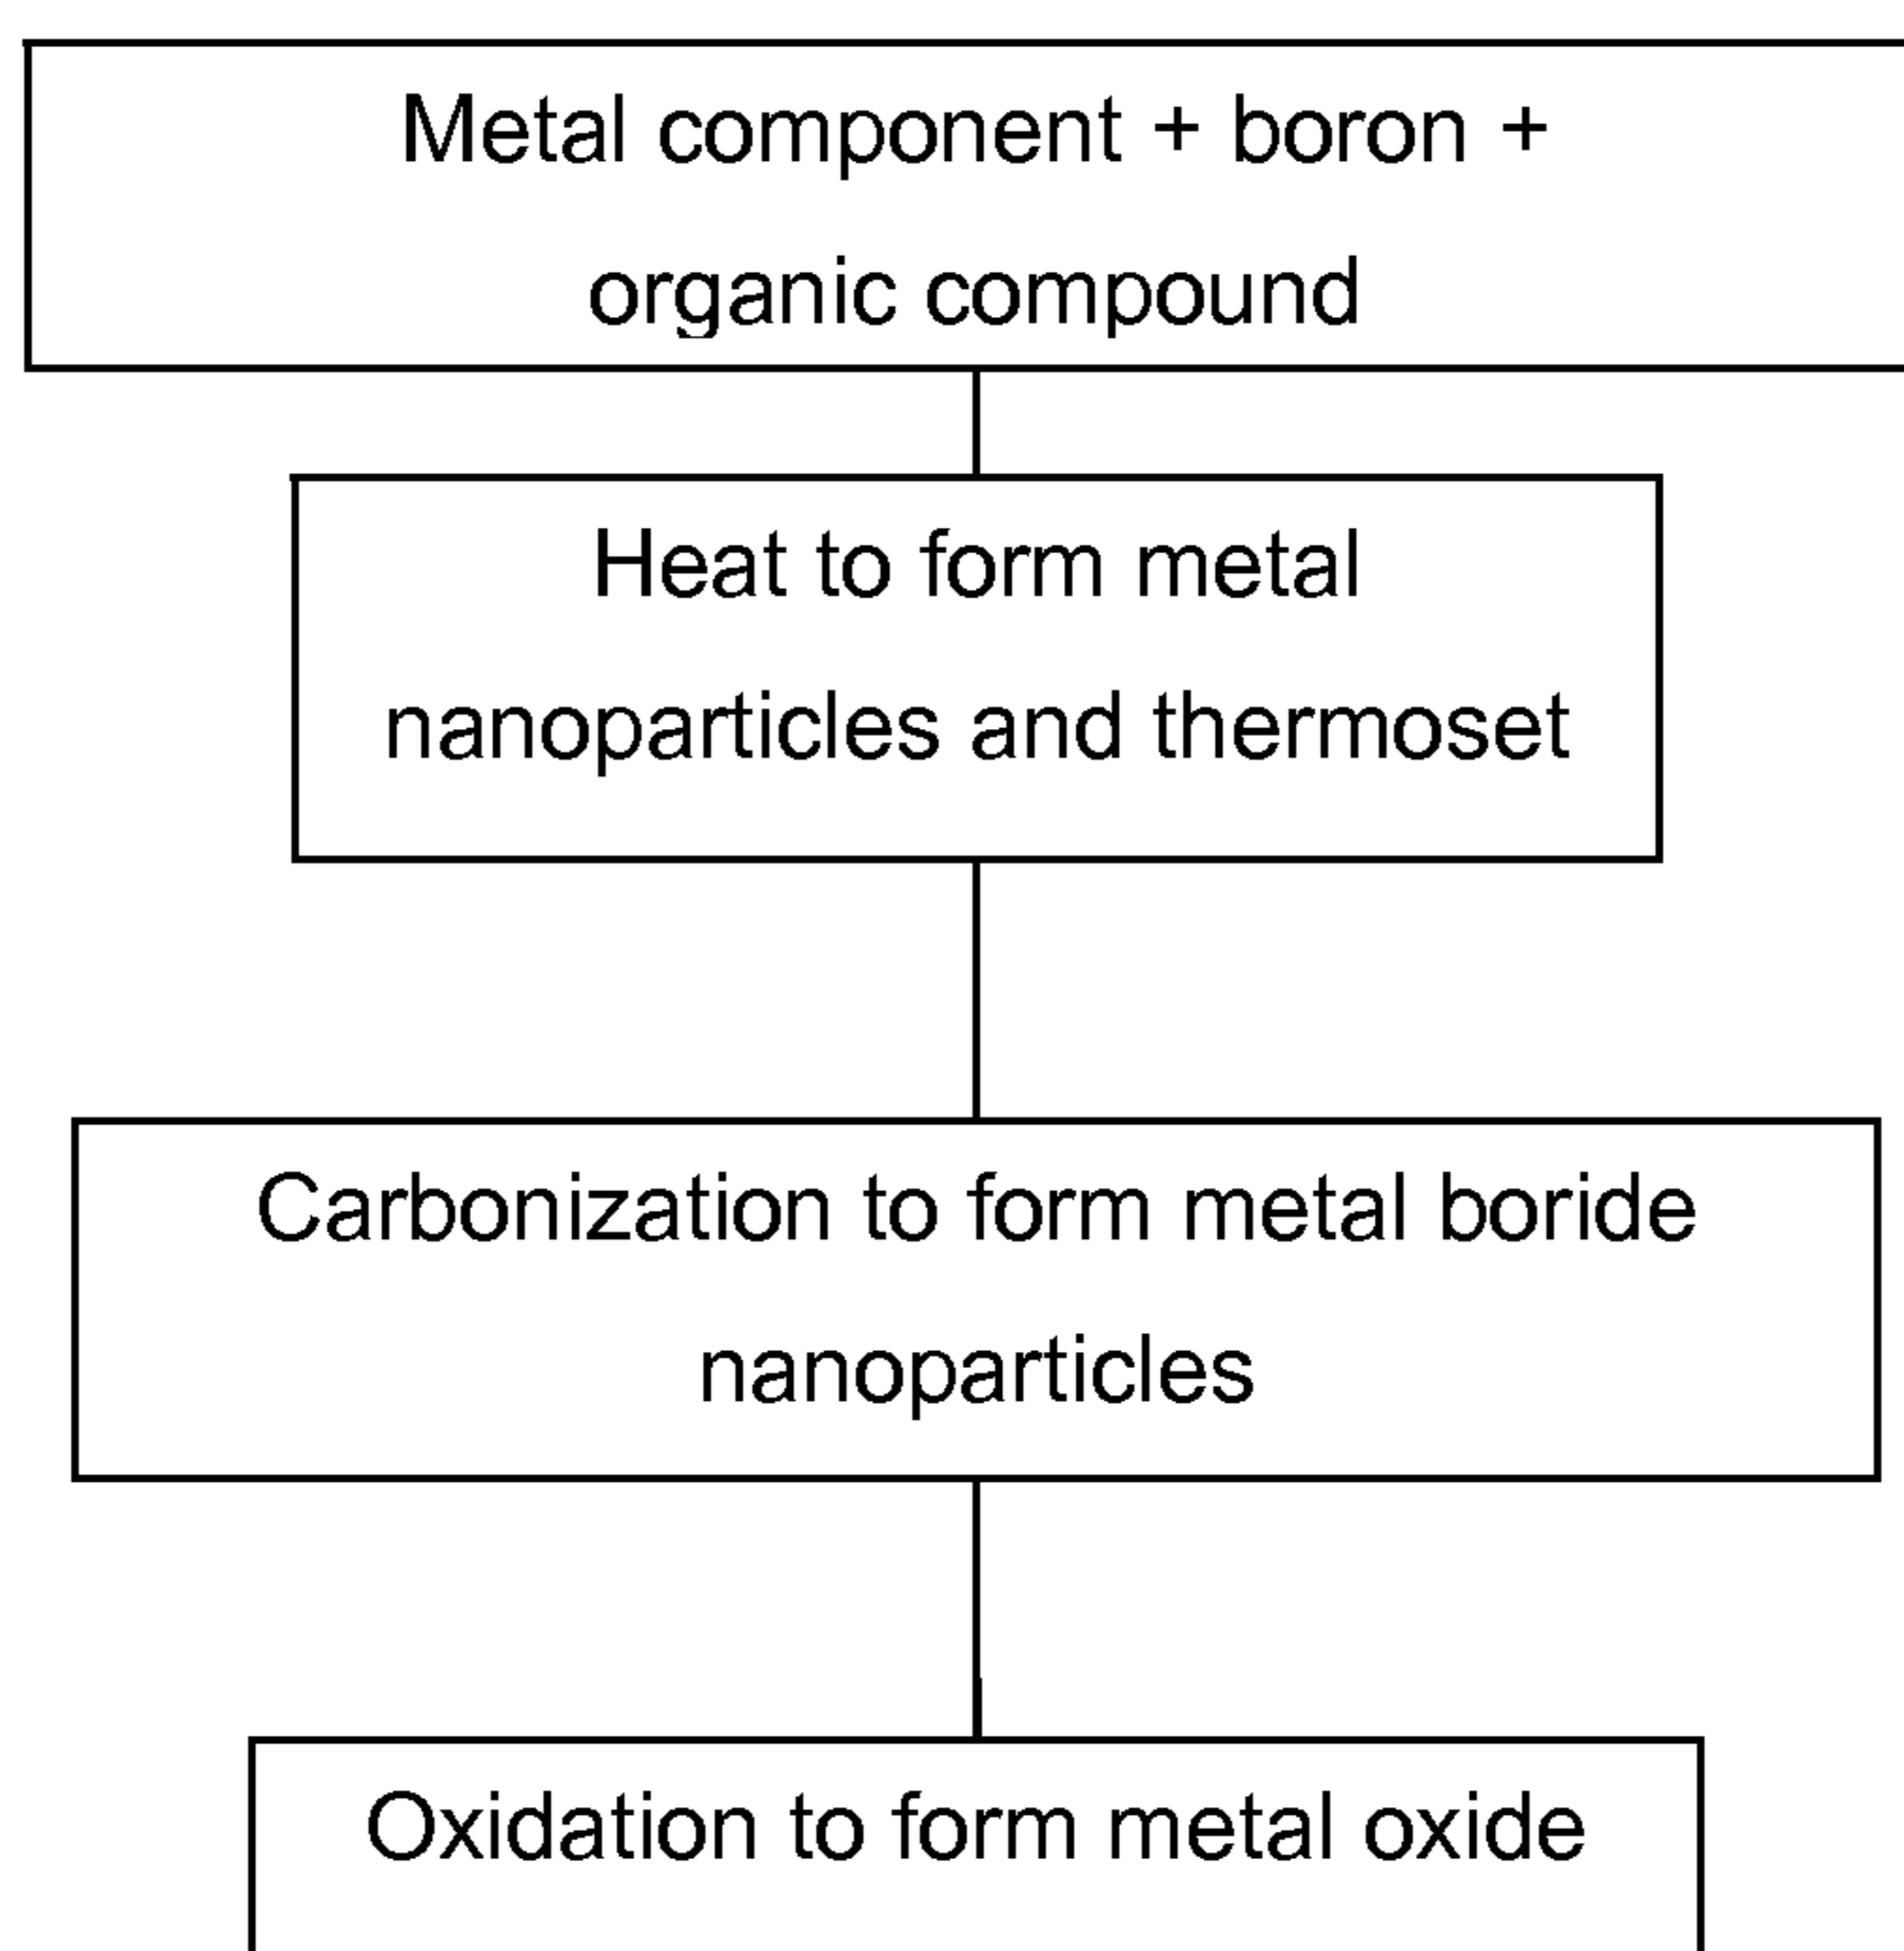 Metal component + boron +
organic compound
Heat to form metal
nanoparticles and thermoset
Carbonization to form metal boride
nanoparticles
Oxidation to form metal oxide